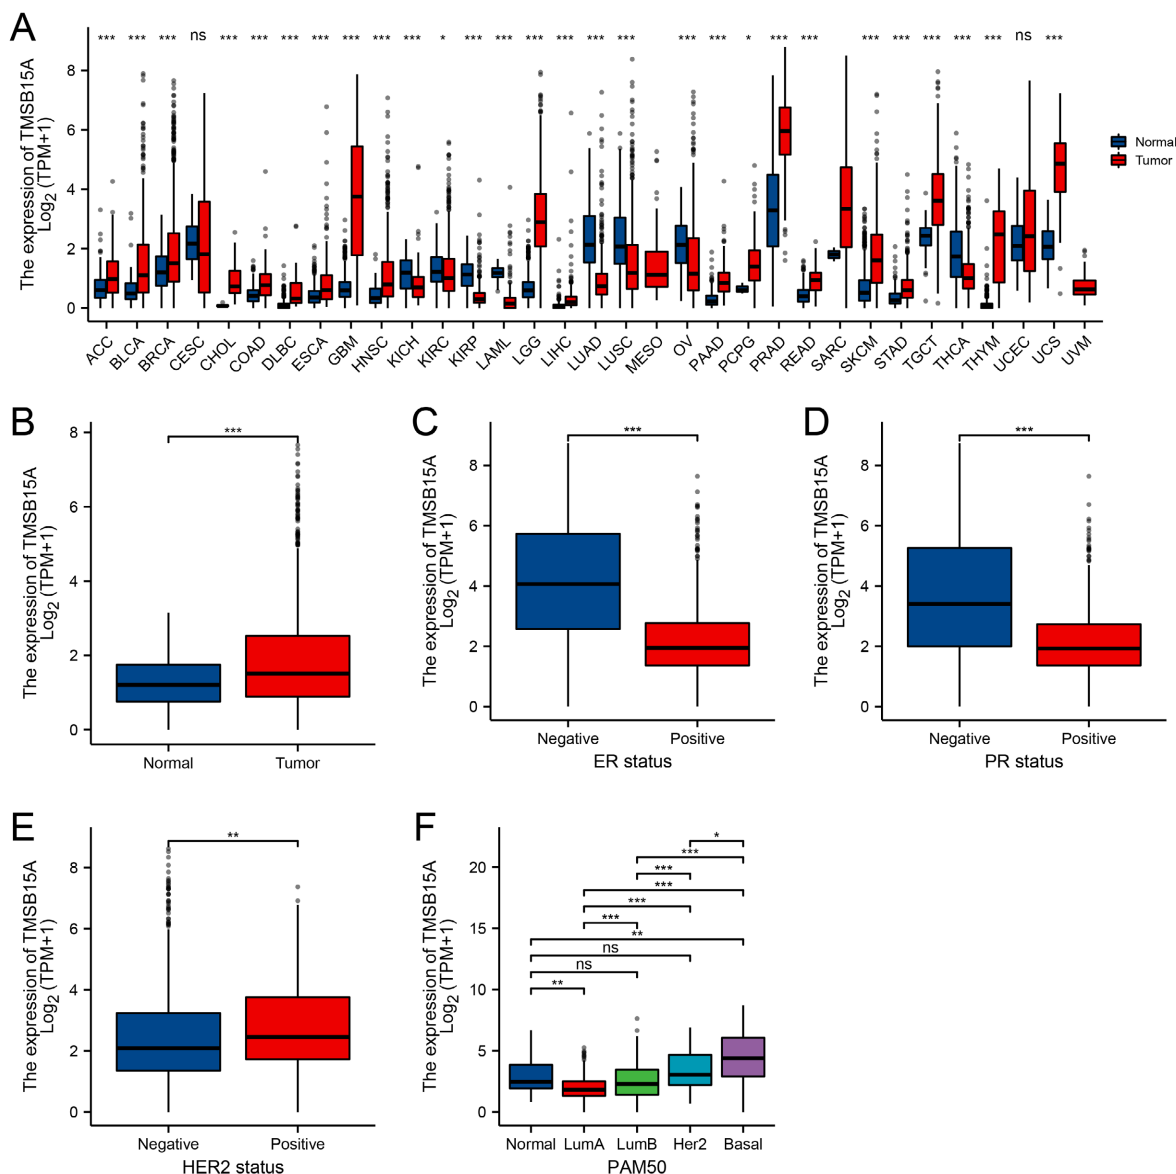 A
The expression of TMSB15A
Log2 (TPM+1)
8
6
4
2
0
*** *** *** ns *** *** *** *** *** *** *** * *** *** *** *** *** *** *** *** * *** *** *** *** *** *** *** ns ***
Normal
Tumor
ACC BLCA BRCA CESC CHOL COAD DLBC ESCA GBM HNSC KICH KIRC KIRP LAML LGG LIHC LUAD LUSC MESO OV PAAD PCPG PRAD READ SARC SKCM STAD TGCT THCA THYM UCEC UCS UVM
B
The expression of TMSB15A
Log2 (TPM+1)
8
6
4
2
0
***
Normal Tumor
C
The expression of TMSB15A
Log2 (TPM+1)
8
6
4
2
0
***
Negative Positive
ER status
D
The expression of TMSB15A
Log2 (TPM+1)
8
6
4
2
0
***
Negative Positive
PR status
E
The expression of TMSB15A
Log2 (TPM+1)
8
6
4
2
0
**
Negative Positive
HER2 status
F
The expression of TMSB15A
Log2 (TPM+1)
20
15
10
5
0
*
***
***
***
***
***
**
ns
ns
**
Normal LumA LumB Her2 Basal
PAM50